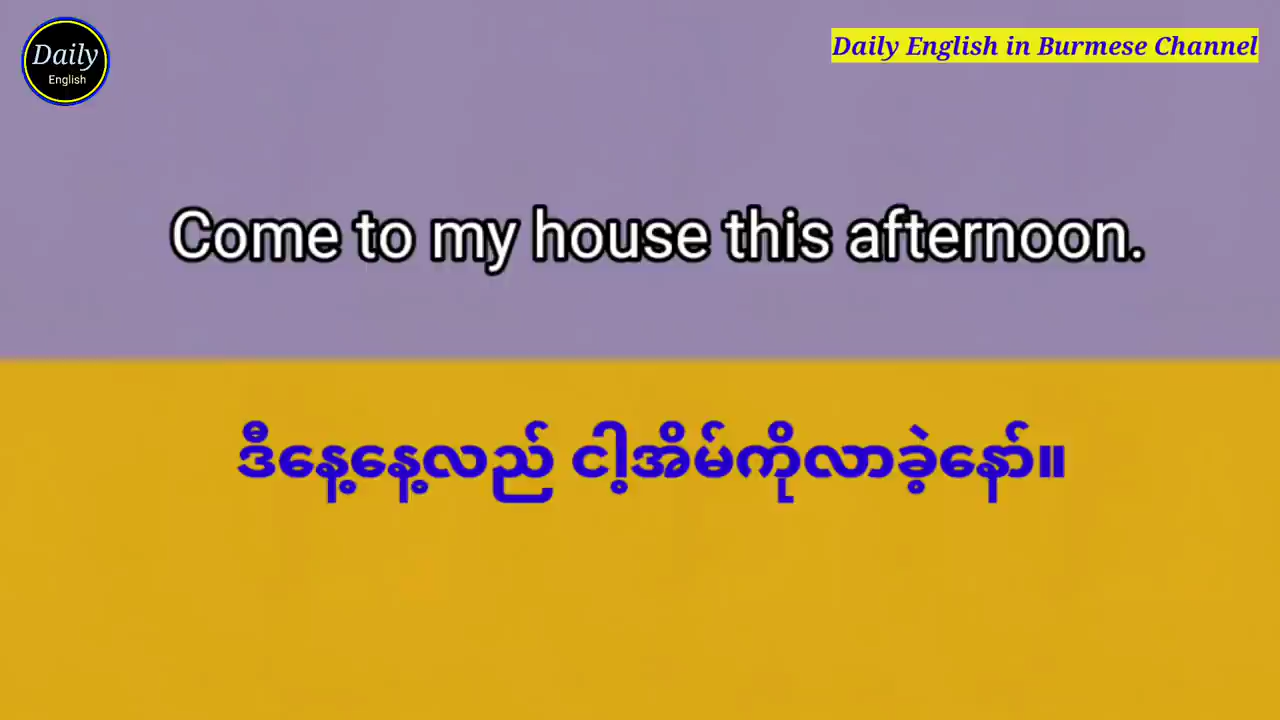 Daily
English
Daily English in Burmese Channel
Come to my house this afternoon.
ဒီနေ့နေ့လည် ငါ့အိမ်ကိုလာခဲ့နော်။